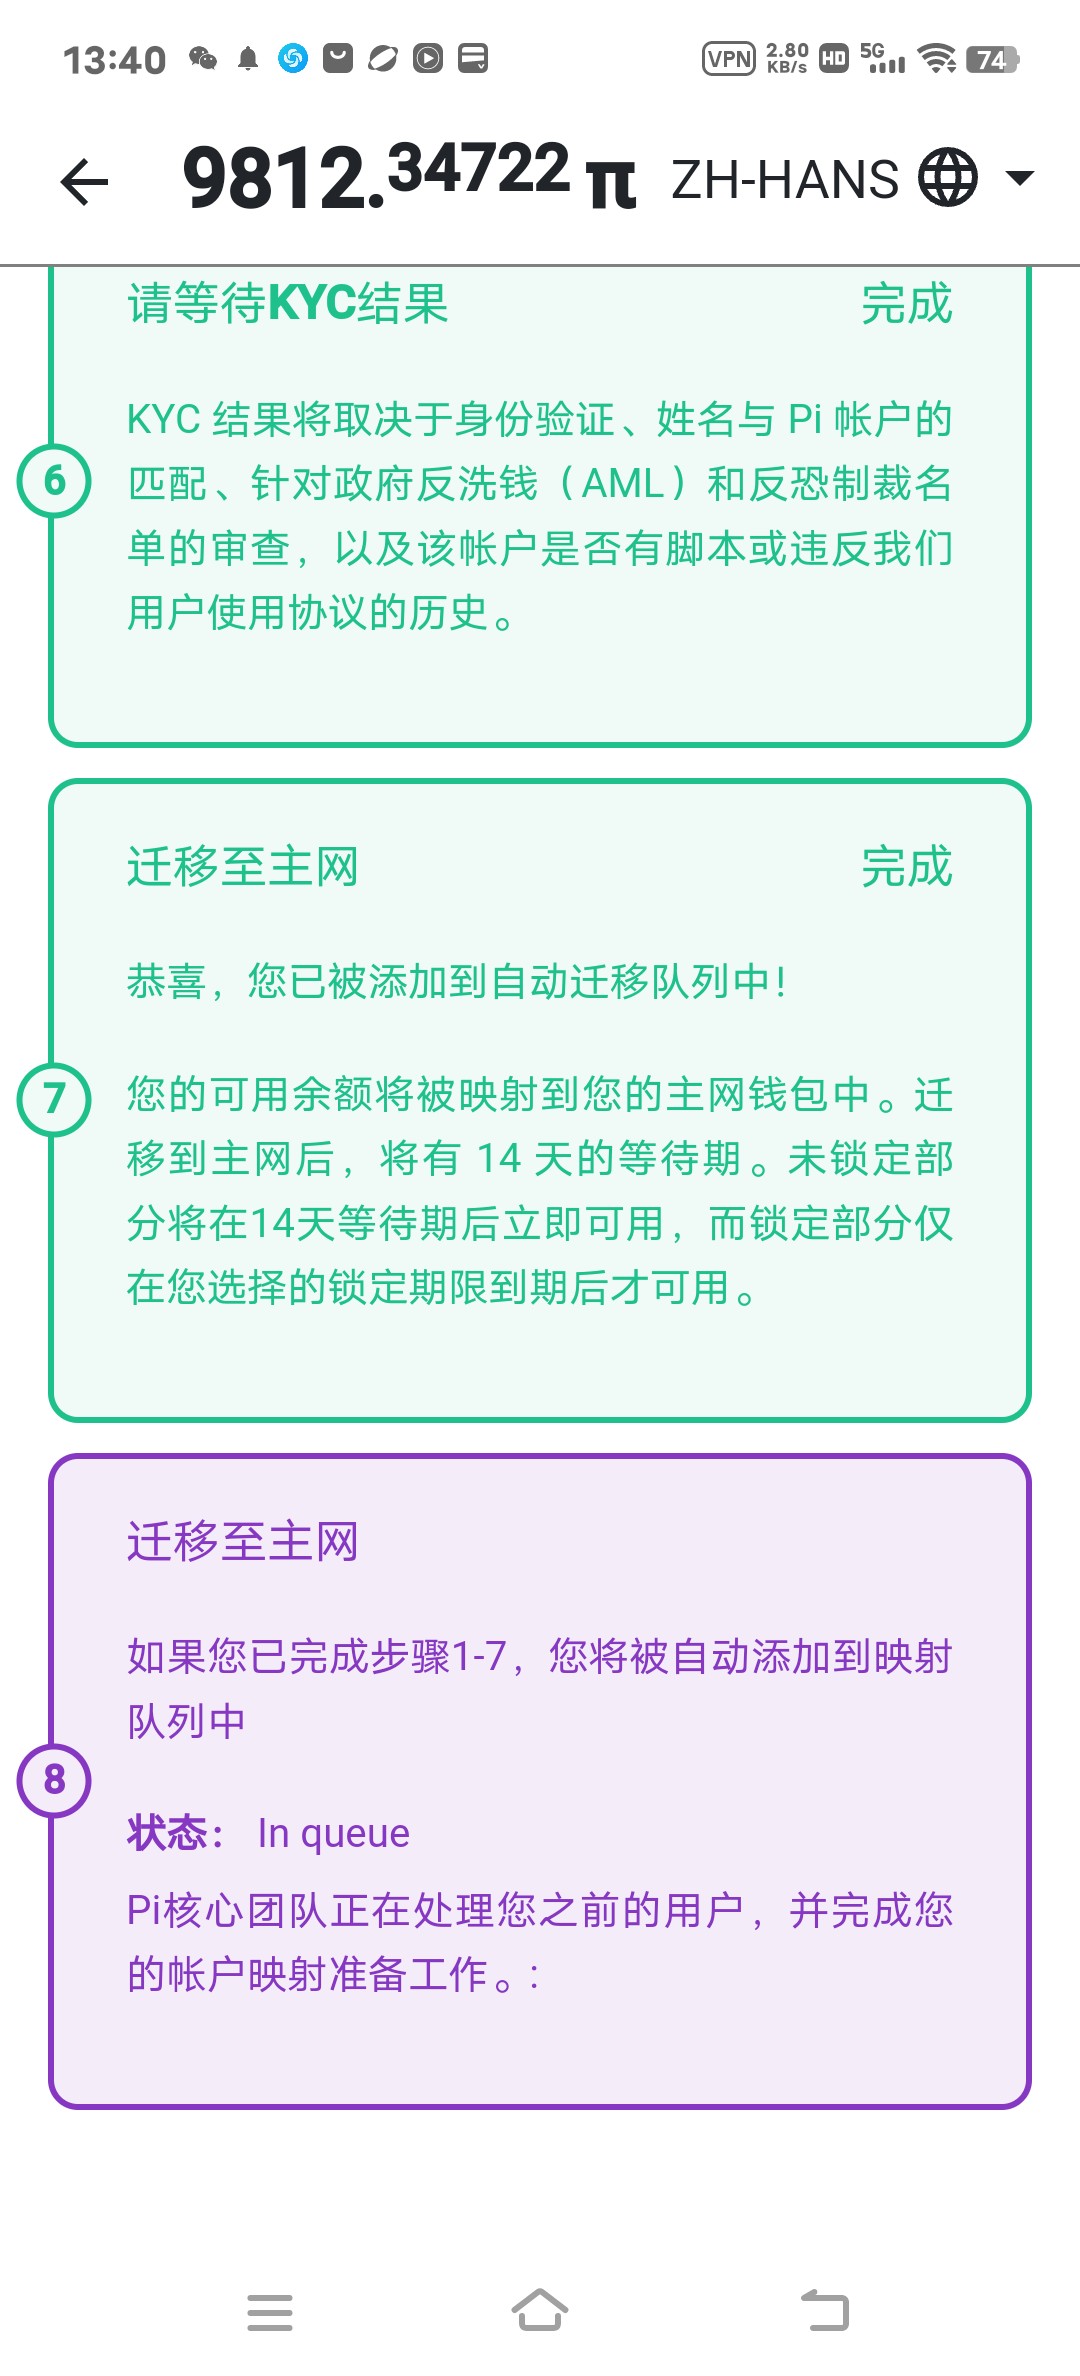 13:40 VPN 2.80 KB/s HD 5G 74
9812.34722 π ZH-HANS
请等待KYC结果 完成
KYC 结果将取决于身份验证、姓名与 Pi 帐户的
匹配、针对政府反洗钱（AML）和反恐制裁名
单的审查，以及该帐户是否有脚本或违反我们
用户使用协议的历史。
6
迁移至主网 完成
恭喜，您已被添加到自动迁移队列中!
您的可用余额将被映射到您的主网钱包中。迁
移到主网后，将有 14 天的等待期。未锁定部
分将在14天等待期后立即可用，而锁定部分仅
在您选择的锁定期限到期后才可用。
7
迁移至主网
如果您已完成步骤1-7，您将被自动添加到映射
队列中
8
状态： In queue
Pi核心团队正在处理您之前的用户，并完成您
的帐户映射准备工作。: